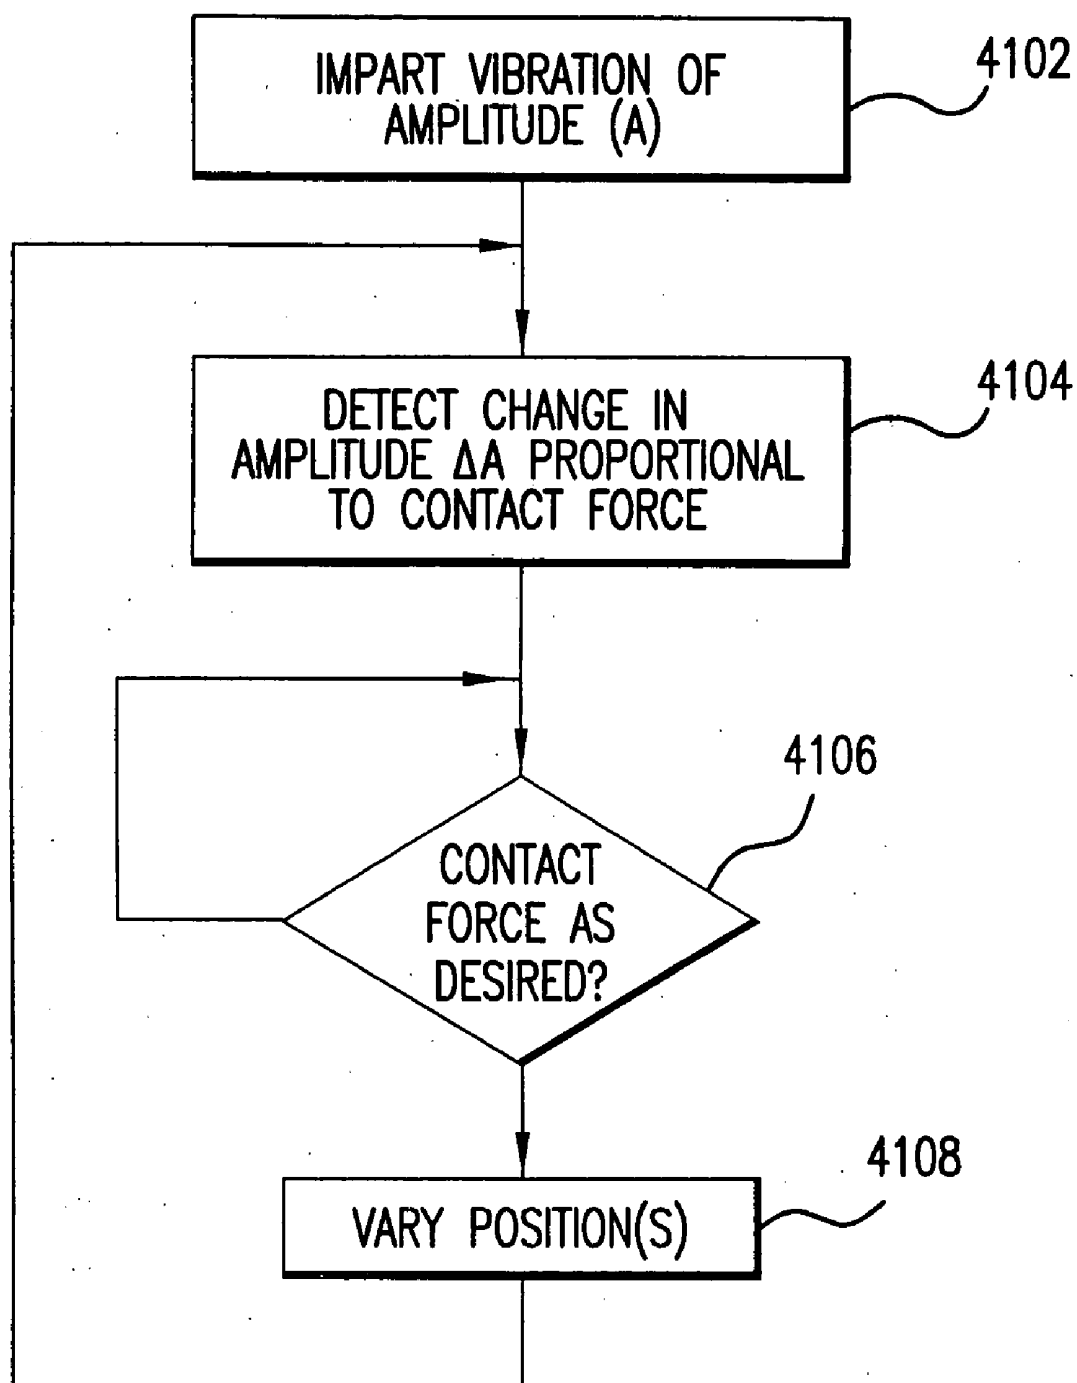 IMPART VIBRATION OF
AMPLITUDE (A)
4102
DETECT CHANGE IN
AMPLITUDE ΔA PROPORTIONAL
TO CONTACT FORCE
4104
CONTACT
FORCE AS
DESIRED?
4106
VARY POSITION(S)
4108